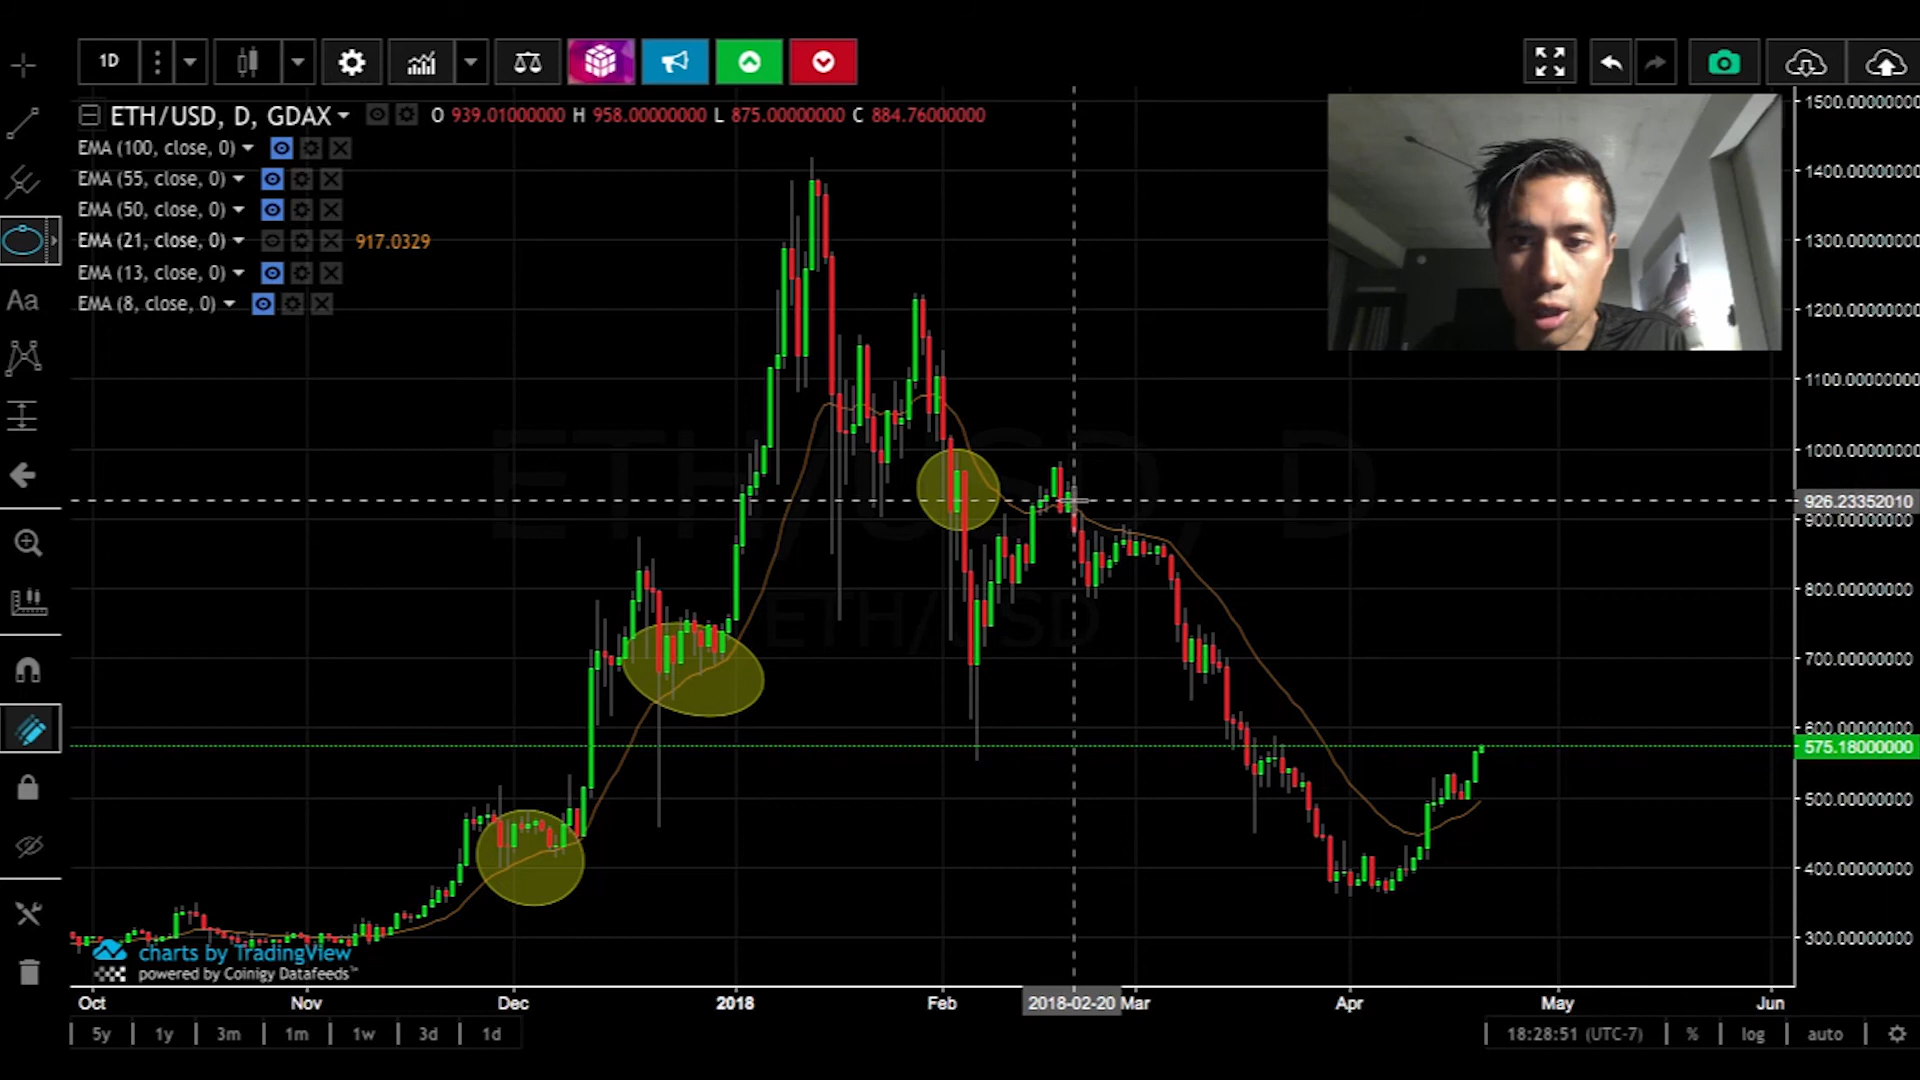 1D
ETH/USD, D, GDAX O 939.01000000 H 958.00000000 L 875.00000000 C 884.76000000
EMA (100, close, 0)
EMA (55, close, 0)
EMA (50, close, 0)
EMA (21, close, 0) 917.0329
EMA (13, close, 0)
EMA (8, close, 0)
Aa
ETH/USD, D
ETH/USD
1500.00000000
1400.00000000
1300.00000000
1200.00000000
1100.00000000
1000.00000000
926.23352010
900.00000000
800.00000000
700.00000000
600.00000000
575.18000000
500.00000000
400.00000000
300.00000000
charts by TradingView
powered by Coinigy Datafeeds™
Oct Nov Dec 2018 Feb 2018-02-20 Mar Apr May Jun
5y 1y 3m 1m 1w 3d 1d 18:28:51 (UTC-7) % log auto